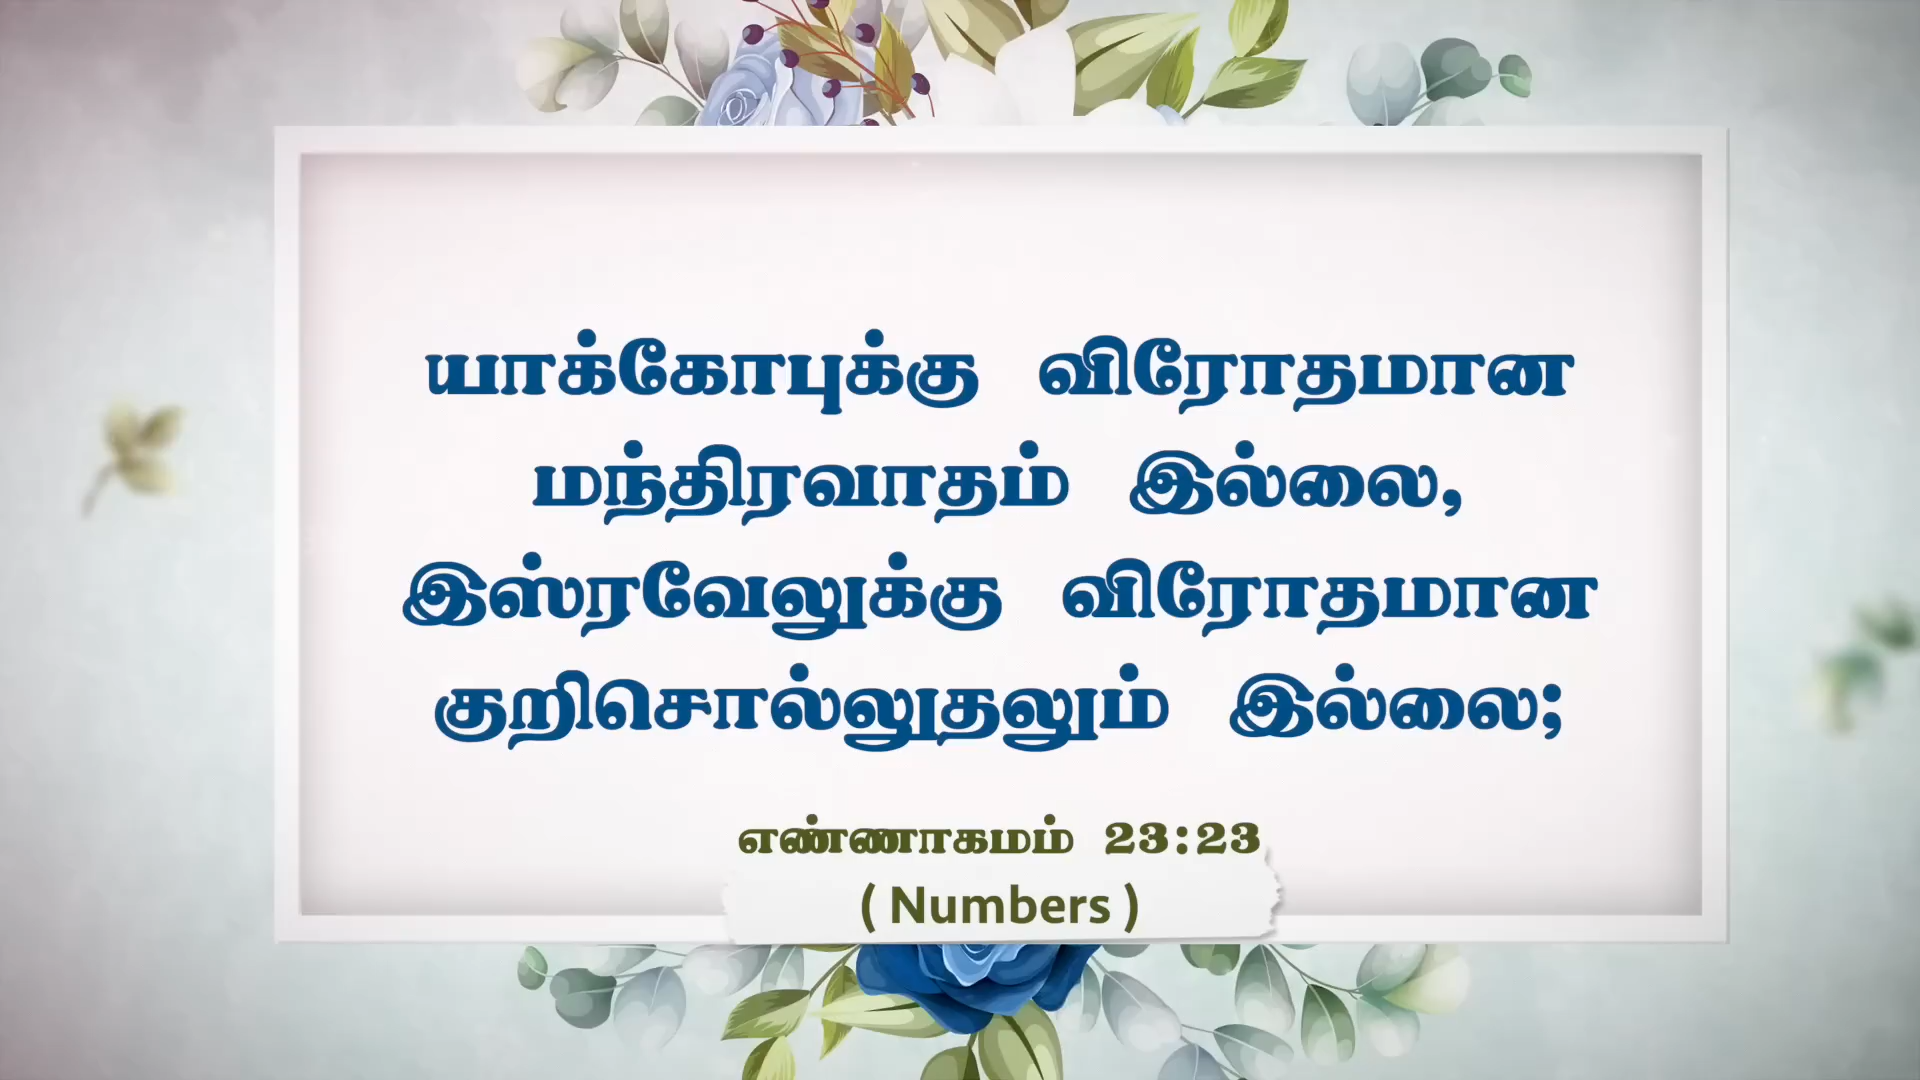 யாக்கோபுக்கு விரோதமான
மந்திரவாதம் இல்லை,
இஸ்ரவேலுக்கு விரோதமான
குறிசொல்லுதலும் இல்லை;
எண்ணாகமம் 23:23
( Numbers )